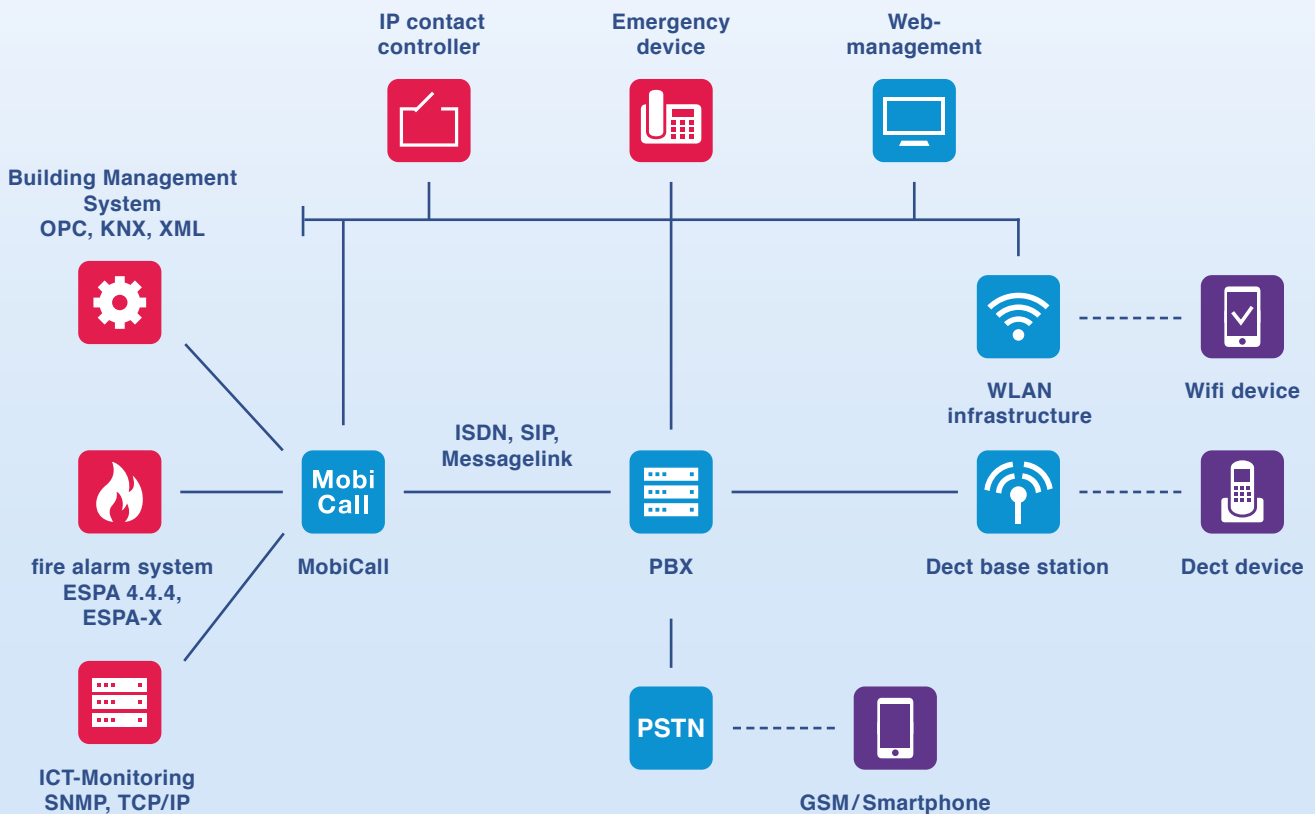 IP contact
controller
Emergency
device
Web-
management
Building Management
System
OPC, KNX, XML
WLAN
infrastructure
Wifi device
ISDN, SIP,
Messagelink
Mobi
Call
fire alarm system
ESPA 4.4.4,
ESPA-X
MobiCall
PBX
Dect base station
Dect device
PSTN
ICT-Monitoring
SNMP, TCP/IP
GSM/Smartphone